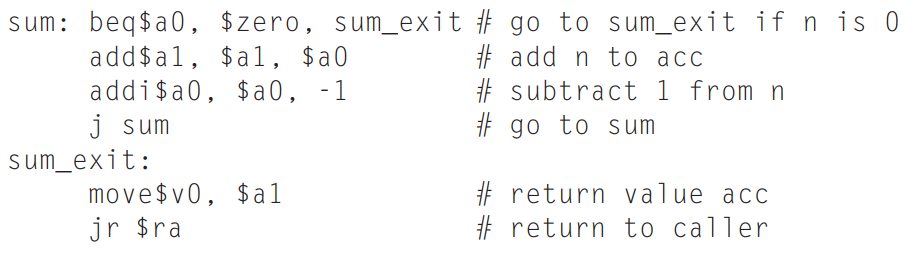 sum: beq$a0, $zero, sum_exit # go to sum_exit if n is 0
add$a1, $a1, $a0 # add n to acc
addi$a0, $a0, -1 # subtract 1 from n
j sum # go to sum
sum_exit:
move$v0, $a1 # return value acc
jr $ra # return to caller